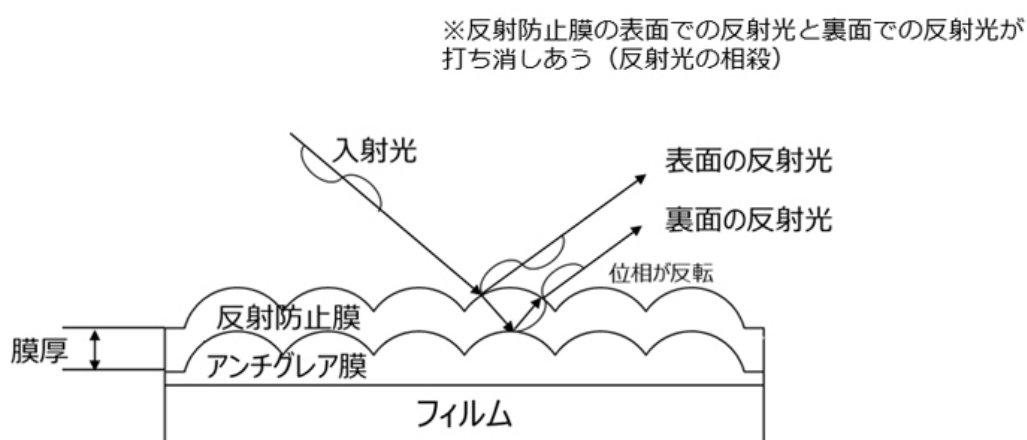 ※反射防止膜の表面での反射光と裏面での反射光が
打ち消しあう（反射光の相殺）
入射光
表面の反射光
裏面の反射光
位相が反転
反射防止膜
膜厚
アンチグレア膜
フィルム